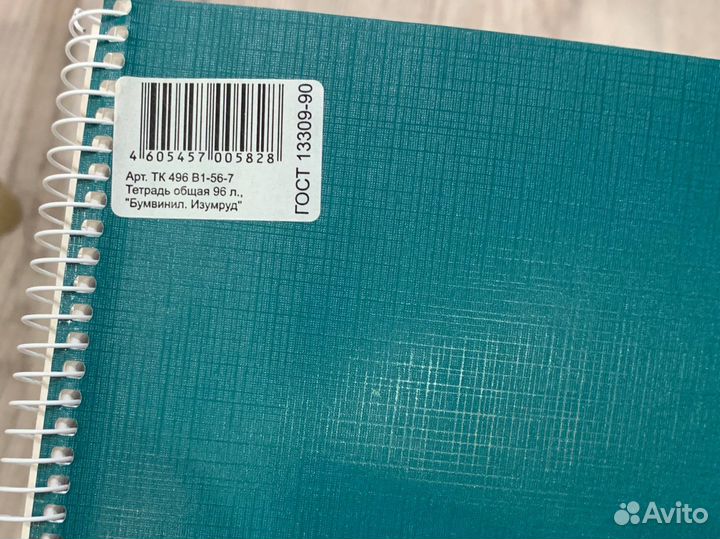 4 605457 005828
Арт. ТК 496 В1-56-7
Тетрадь общая 96 л.,
"Бумвинил. Изумруд"
ГОСТ 13309-90
Avito